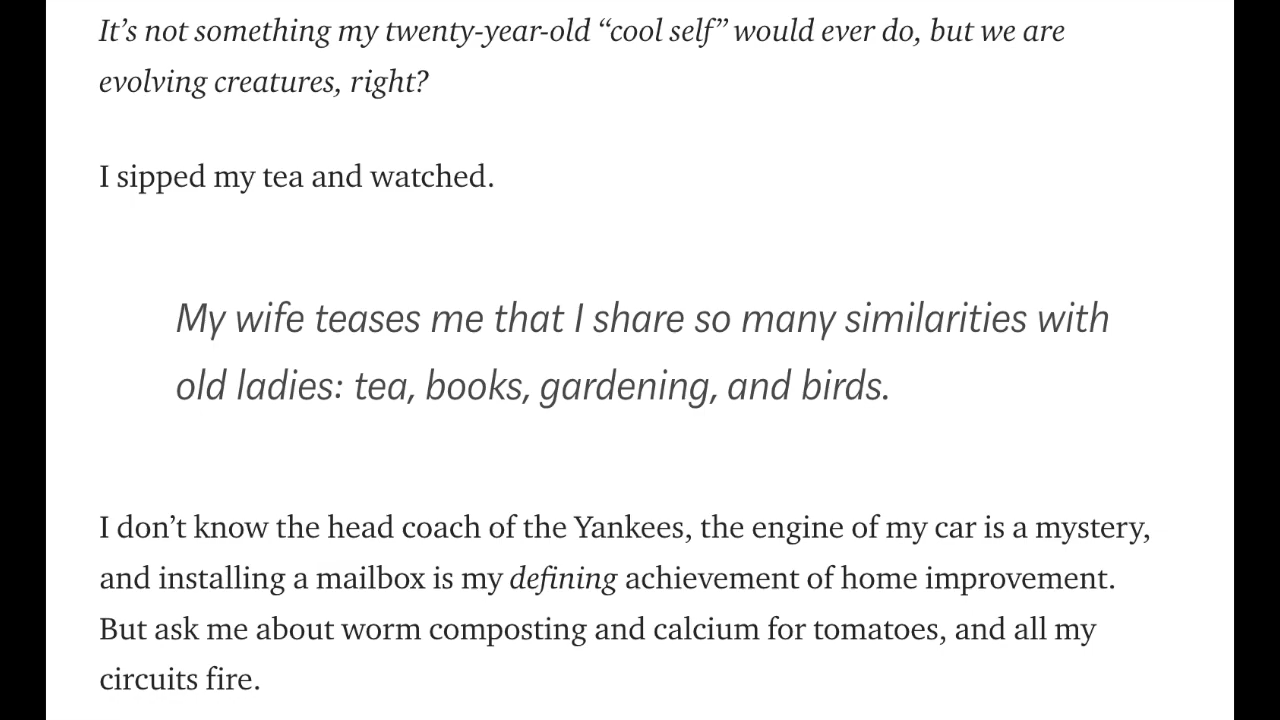 It’s not something my twenty-year-old “cool self” would ever do, but we are
evolving creatures, right?
I sipped my tea and watched.
My wife teases me that I share so many similarities with
old ladies: tea, books, gardening, and birds.
I don’t know the head coach of the Yankees, the engine of my car is a mystery,
and installing a mailbox is my defining achievement of home improvement.
But ask me about worm composting and calcium for tomatoes, and all my
circuits fire.